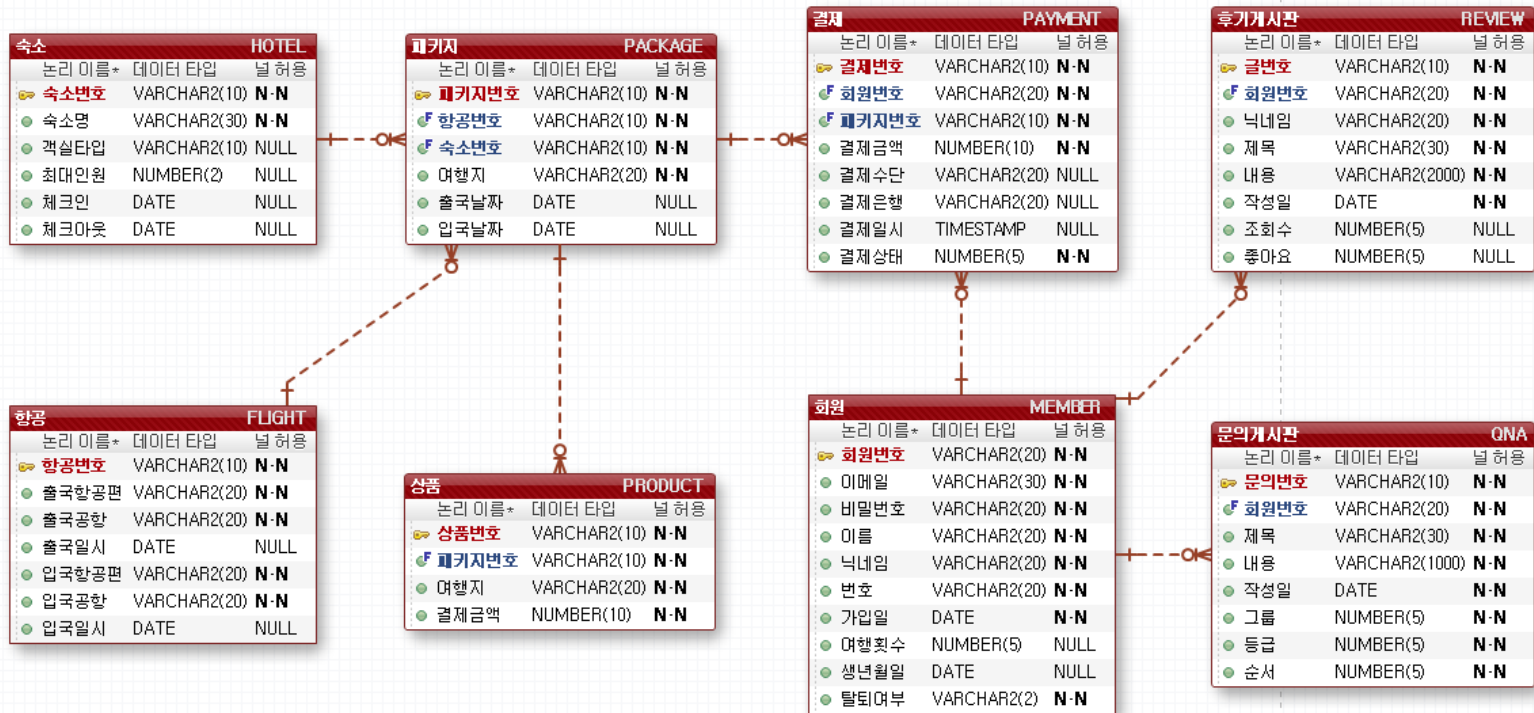 숙소 HOTEL
논리 이름* 데이터 타입 널 허용
숙소번호 VARCHAR2(10) N-N
숙소명 VARCHAR2(30) N-N
객실타입 VARCHAR2(10) NULL
최대인원 NUMBER(2) NULL
체크인 DATE NULL
체크아웃 DATE NULL
패키지 PACKAGE
논리 이름* 데이터 타입 널 허용
패키지번호 VARCHAR2(10) N-N
항공번호 VARCHAR2(10) N-N
숙소번호 VARCHAR2(10) N-N
여행지 VARCHAR2(20) N-N
출국날짜 DATE NULL
입국날짜 DATE NULL
결제 PAYMENT
논리 이름* 데이터 타입 널 허용
결제번호 VARCHAR2(10) N-N
회원번호 VARCHAR2(20) N-N
패키지번호 VARCHAR2(10) N-N
결제금액 NUMBER(10) N-N
결제수단 VARCHAR2(20) NULL
결제은행 VARCHAR2(20) NULL
결제일시 TIMESTAMP NULL
결제상태 NUMBER(5) N-N
후기게시판 REVIEW
논리 이름* 데이터 타입 널 허용
글번호 VARCHAR2(10) N-N
회원번호 VARCHAR2(20) N-N
닉네임 VARCHAR2(20) N-N
제목 VARCHAR2(30) N-N
내용 VARCHAR2(2000) N-N
작성일 DATE N-N
조회수 NUMBER(5) NULL
좋아요 NUMBER(5) NULL
항공 FLIGHT
논리 이름* 데이터 타입 널 허용
항공번호 VARCHAR2(10) N-N
출국항공편 VARCHAR2(20) N-N
출국공항 VARCHAR2(20) N-N
출국일시 DATE NULL
입국항공편 VARCHAR2(20) N-N
입국공항 VARCHAR2(20) N-N
입국일시 DATE NULL
상품 PRODUCT
논리 이름* 데이터 타입 널 허용
상품번호 VARCHAR2(10) N-N
패키지번호 VARCHAR2(10) N-N
여행지 VARCHAR2(20) N-N
결제금액 NUMBER(10) N-N
회원 MEMBER
논리 이름* 데이터 타입 널 허용
회원번호 VARCHAR2(20) N-N
이메일 VARCHAR2(30) N-N
비밀번호 VARCHAR2(20) N-N
이름 VARCHAR2(20) N-N
닉네임 VARCHAR2(20) N-N
번호 VARCHAR2(20) N-N
가입일 DATE N-N
여행횟수 NUMBER(5) NULL
생년월일 DATE NULL
탈퇴여부 VARCHAR2(2) N-N
문의게시판 QNA
논리 이름* 데이터 타입 널 허용
문의번호 VARCHAR2(10) N-N
회원번호 VARCHAR2(20) N-N
제목 VARCHAR2(30) N-N
내용 VARCHAR2(1000) N-N
작성일 DATE N-N
그룹 NUMBER(5) N-N
등급 NUMBER(5) N-N
순서 NUMBER(5) N-N